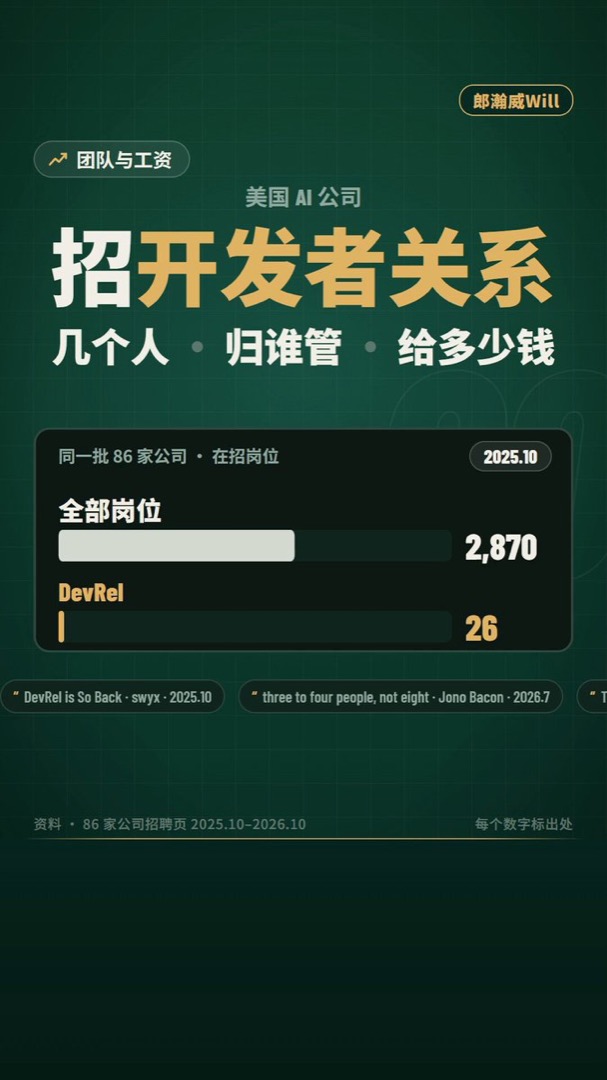 郎瀚威Will
团队与工资
美国 AI 公司
招开发者关系
几个人 • 归谁管 • 给多少钱
同一批 86 家公司 • 在招岗位
2025.10
全部岗位
2,870
DevRel
26
“ DevRel is So Back · swyx · 2025.10
“ three to four people, not eight · Jono Bacon · 2026.7
“ T
资料 • 86 家公司招聘页 2025.10–2026.10
每个数字标出处